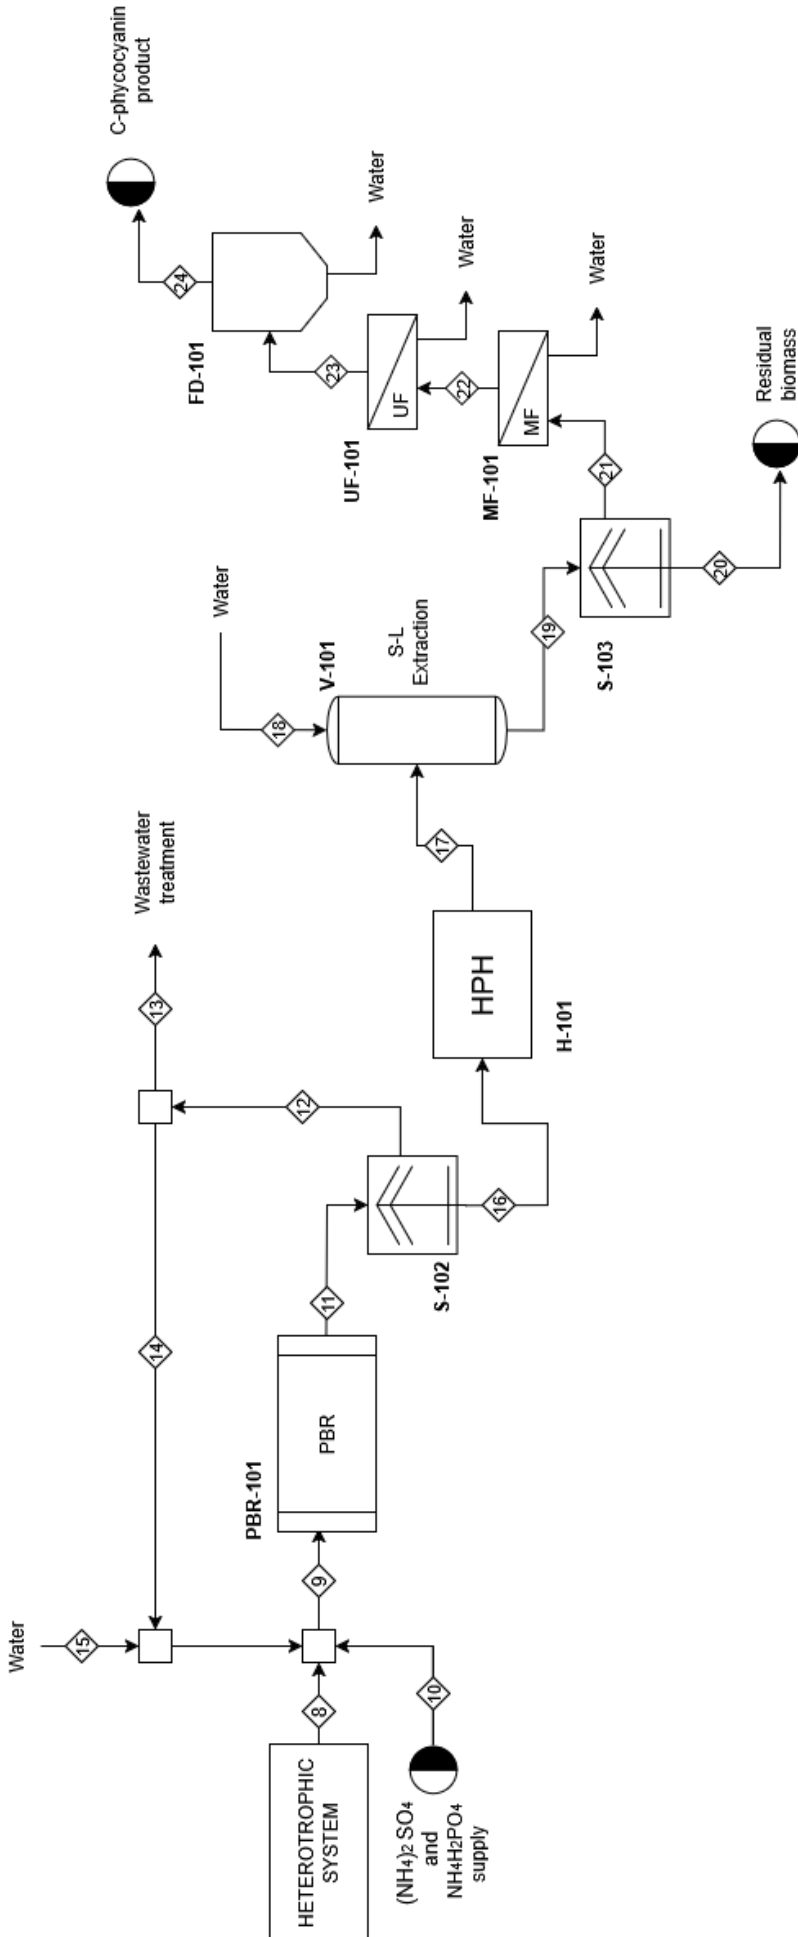 HETEROTROPHIC
SYSTEM
8
(NH4)2 SO4
and
NH4H2PO4
supply
10
Water
15
9
PBR-101
PBR
14
11
S-102
12
13
Wastewater
treatment
16
HPH
H-101
17
Water
18
V-101
S-L
Extraction
19
S-103
20
Residual
biomass
21
MF-101
MF
Water
22
UF-101
UF
Water
23
FD-101
Water
24
C-phycocyanin
product